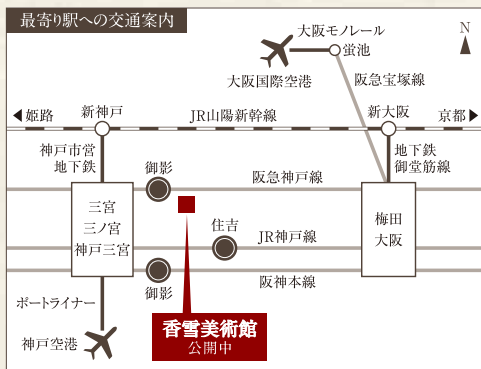 最寄り駅への交通案内
N
大阪モノレール
蛍池
大阪国際空港
阪急宝塚線
姫路
新神戸
JR山陽新幹線
新大阪
京都
神戸市営
地下鉄
地下鉄
御堂筋線
御影
阪急神戸線
三宮
三ノ宮
神戸三宮
住吉
JR神戸線
梅田
大阪
御影
阪神本線
ポートライナー
神戸空港
香雪美術館
公開中